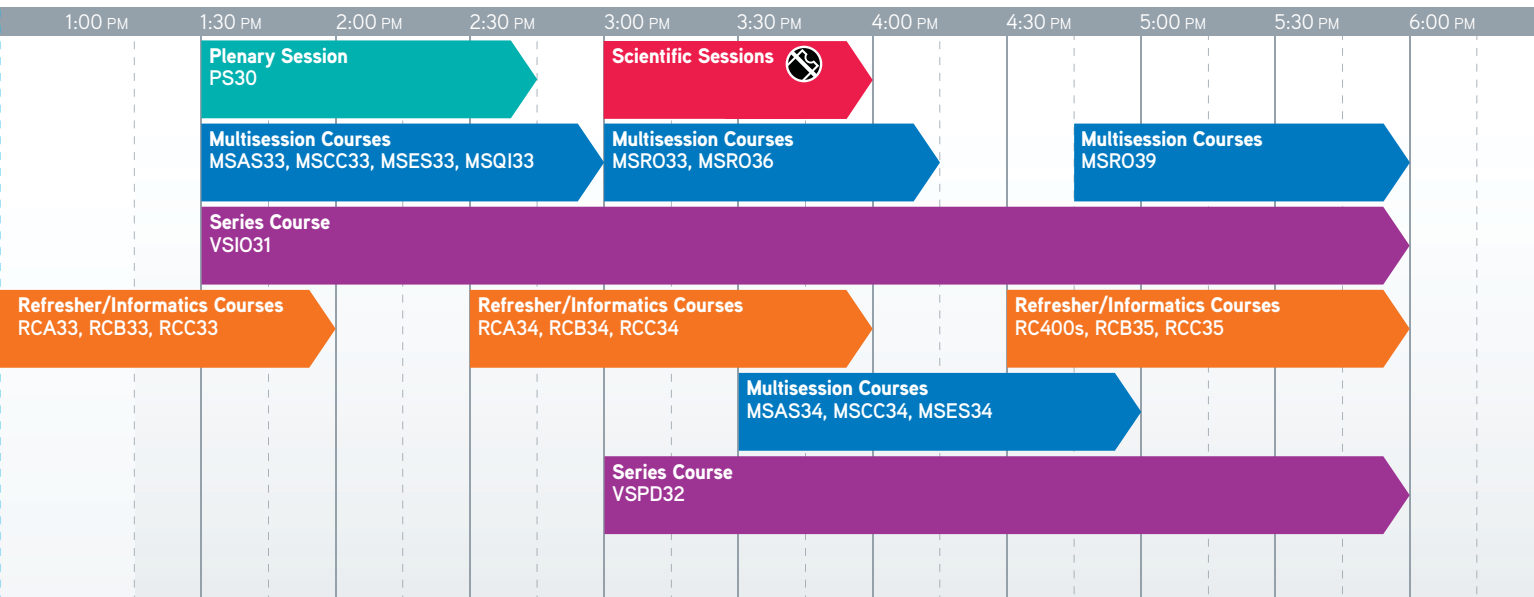 1:00 PM 1:30 PM 2:00 PM 2:30 PM 3:00 PM 3:30 PM 4:00 PM 4:30 PM 5:00 PM 5:30 PM 6:00 PM
Plenary Session
PS30
Scientific Sessions
Multisession Courses
MSAS33, MSCC33, MSES33, MSQI33
Multisession Courses
MSRO33, MSRO36
Multisession Courses
MSRO39
Series Course
VSIO31
Refresher/Informatics Courses
RCA33, RCB33, RCC33
Refresher/Informatics Courses
RCA34, RCB34, RCC34
Refresher/Informatics Courses
RC400s, RCB35, RCC35
Multisession Courses
MSAS34, MSCC34, MSES34
Series Course
VSPD32